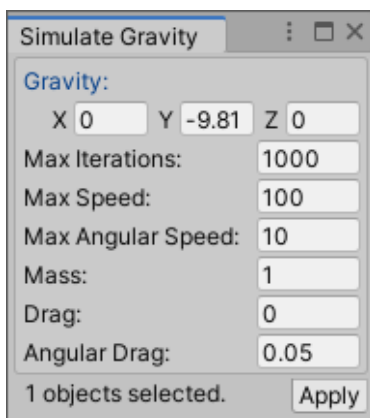 Simulate Gravity
Gravity:
X 0 Y -9.81 Z 0
Max Iterations: 1000
Max Speed: 100
Max Angular Speed: 10
Mass: 1
Drag: 0
Angular Drag: 0.05
1 objects selected. Apply